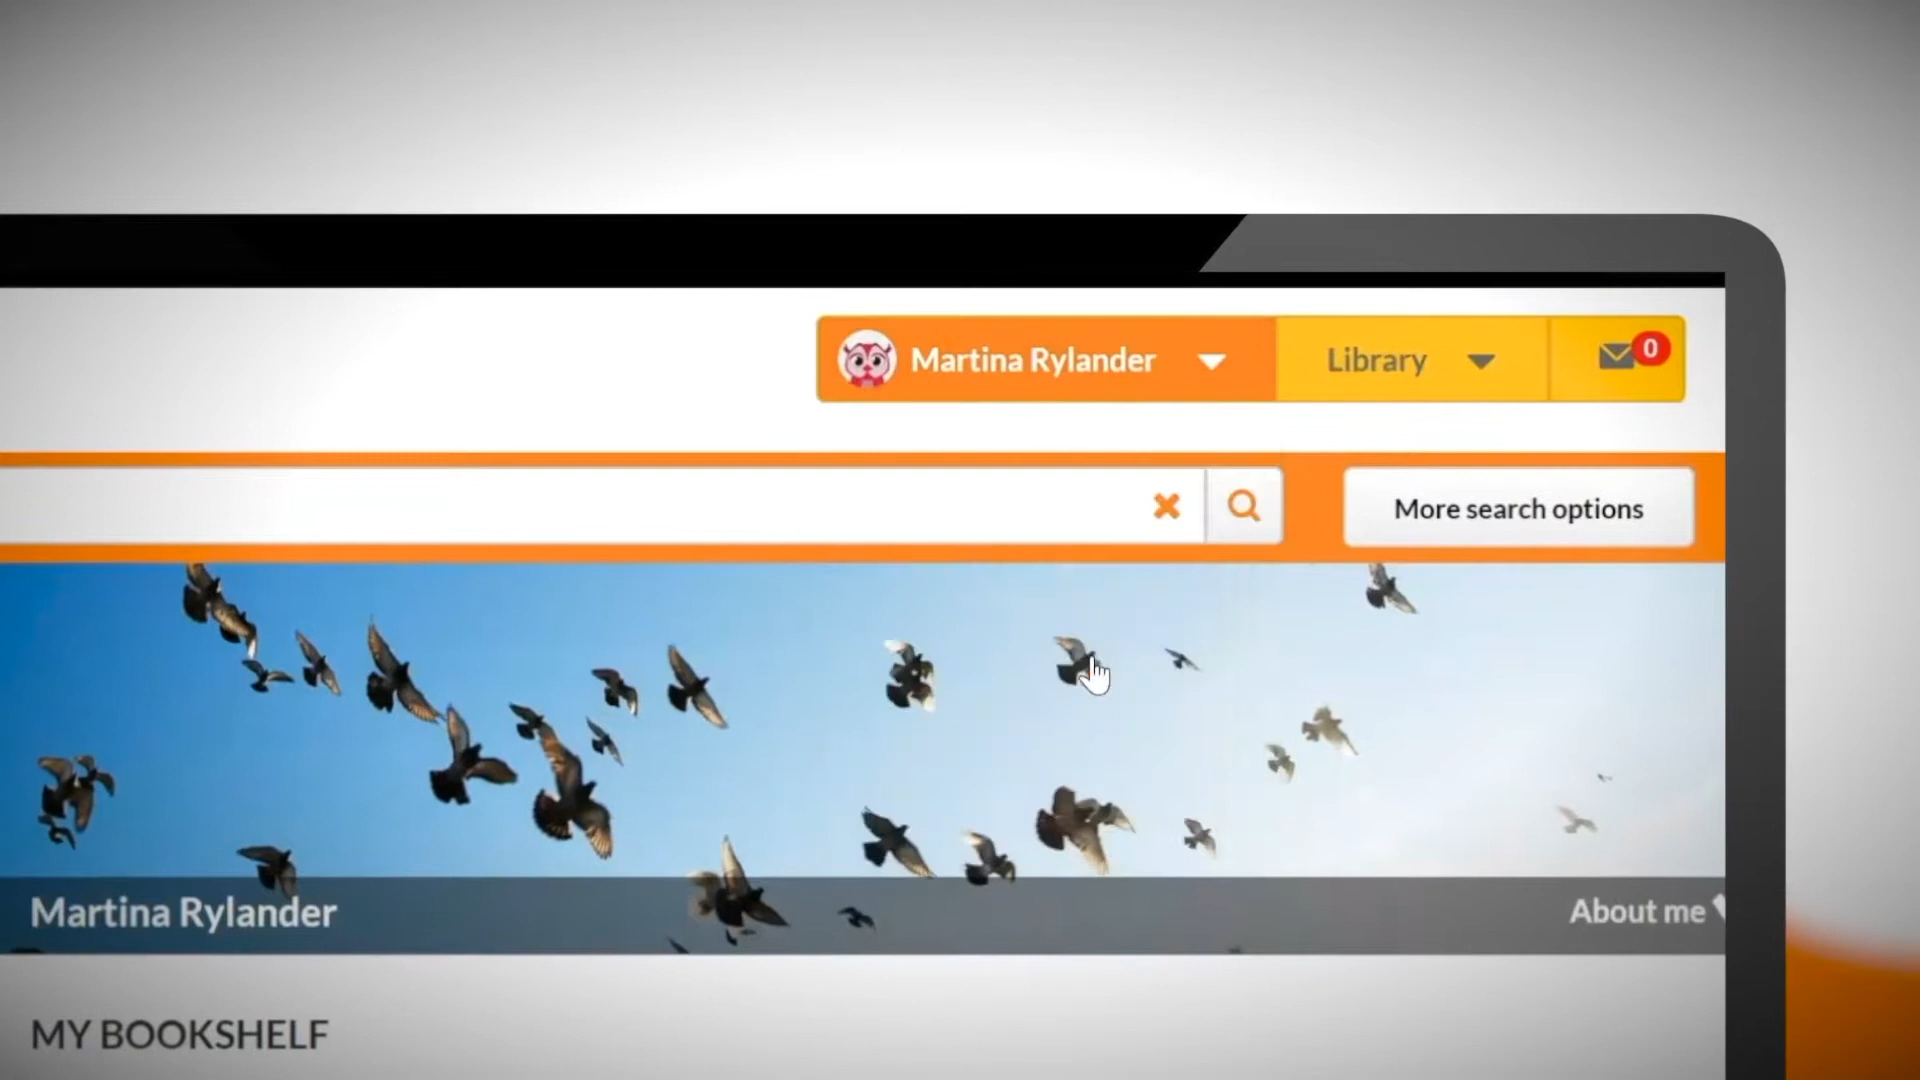 Martina Rylander
Library
0
More search options
Martina Rylander
About me
MY BOOKSHELF